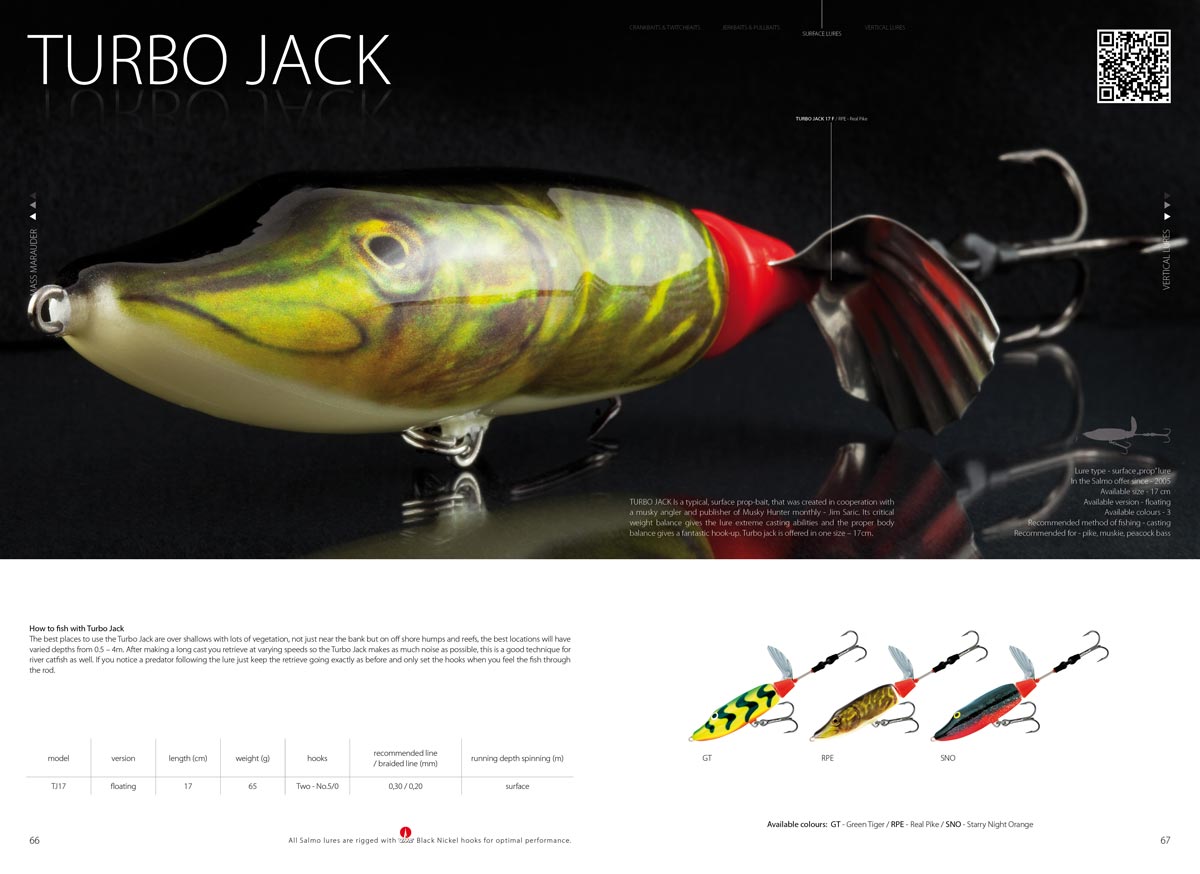 TURBO JACK
CRANKBAITS & TWITCHBAITS
JERKBAITS & PULLBAITS
SURFACE LURES
VERTICAL LURES
TURBO JACK 17 F / RPE - Real Pike
MASS MARAUDER
VERTICAL LURES
TURBO JACK Is a typical, surface prop-bait, that was created in cooperation with
a musky angler and publisher of Musky Hunter monthly - Jim Saric. Its critical
weight balance gives the lure extreme casting abilities and the proper body
balance gives a fantastic hook-up. Turbo jack is offered in one size – 17cm.
Lure type - surface „prop" lure
In the Salmo offer since - 2005
Available size - 17 cm
Available version - floating
Available colours - 3
Recommended method of fishing - casting
Recommended for - pike, muskie, peacock bass
How to fish with Turbo Jack
The best places to use the Turbo Jack are over shallows with lots of vegetation, not just near the bank but on off shore humps and reefs, the best locations will have
varied depths from 0.5 – 4m. After making a long cast you retrieve at varying speeds so the Turbo Jack makes as much noise as possible, this is a good technique for
river catfish as well. If you notice a predator following the lure just keep the retrieve going exactly as before and only set the hooks when you feel the fish through
the rod.
model version length (cm) weight (g) hooks recommended line
/ braided line (mm) running depth spinning (m)
TJ17 floating 17 65 Two - No.5/0 0,30 / 0,20 surface
GT RPE SNO
Available colours: GT - Green Tiger / RPE - Real Pike / SNO - Starry Night Orange
66
All Salmo lures are rigged with Black Nickel hooks for optimal performance.
67